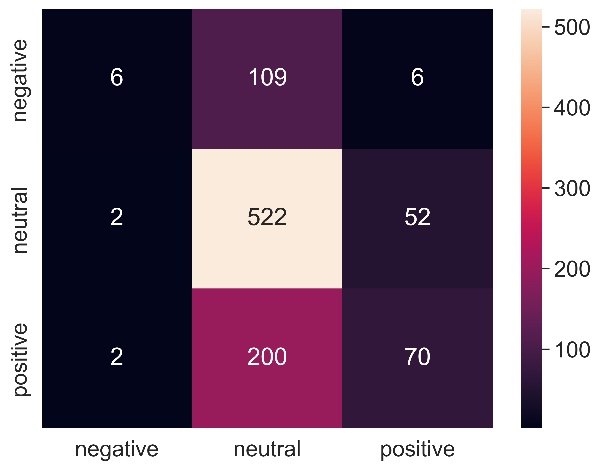 negative 6 109 6
neutral 2 522 52
positive 2 200 70
negative neutral positive
500
400
300
200
100